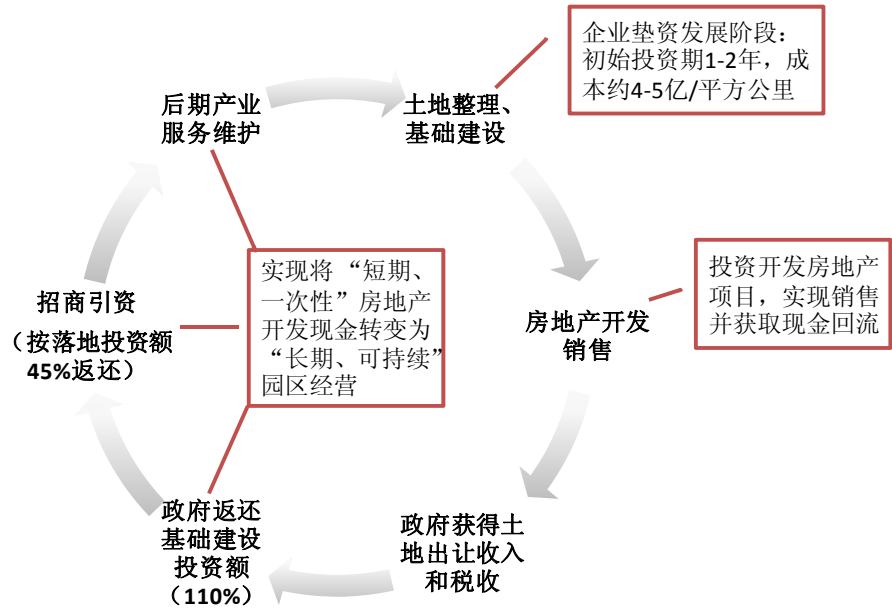 企业垫资发展阶段：
初始投资期1-2年，成
本约4-5亿/平方公里
后期产业
服务维护
土地整理、
基础建设
实现将“短期、
一次性”房地产
开发现金转变为
“长期、可持续”
园区经营
投资开发房地产
项目，实现销售
并获取现金回流
招商引资
（按落地投资额
45%返还）
房地产开发
销售
政府返还
基础建设
投资额
（110%）
政府获得土
地出让收入
和税收